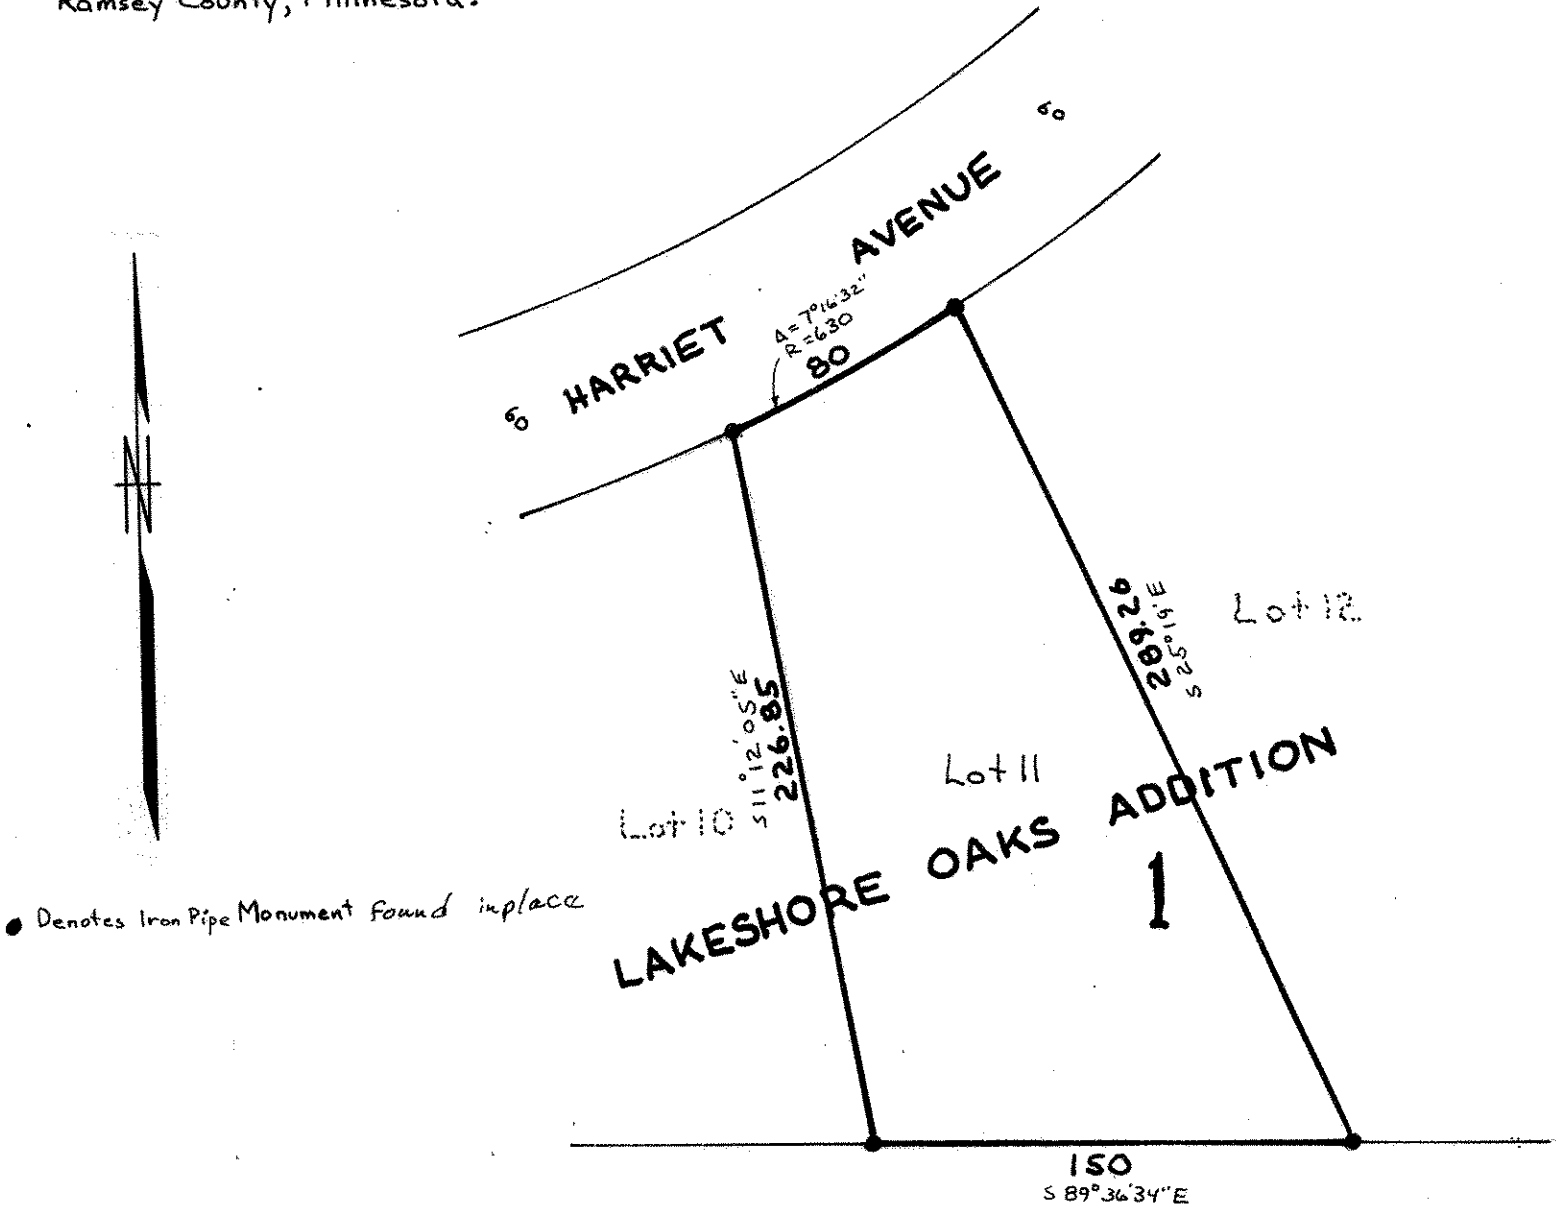 Ramsey County, Minnesota.
60
HARRIET AVENUE
60
Δ = 7°16'32"
R = 630
80
N
289.26
S 25°19'E
Lot 12
S 11°12'05"E
226.85
Lot 11
Lot 10
LAKESHORE OAKS ADDITION
1
Denotes Iron Pipe Monument found inplace
150
S 89°36'34"E